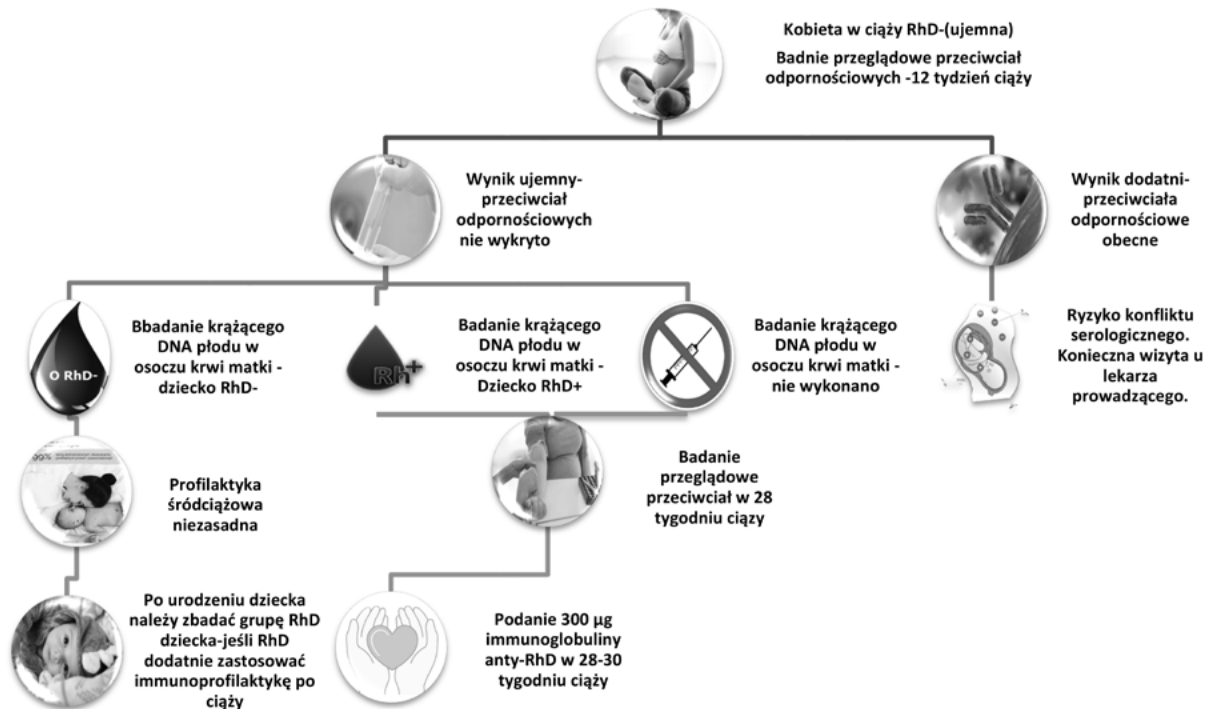 Kobieta w ciąży RhD-(ujemna)
Badnie przeglądowe przeciwciał
odpornościowych -12 tydzień ciąży
Wynik ujemny-
przeciwciał
odpornościowych
nie wykryto
Wynik dodatni-
przeciwciała
odpornościowe
obecne
O RhD-
Bbadanie krążącego
DNA płodu w
osoczu krwi matki -
dziecko RhD-
Rh+
Badanie krążącego
DNA płodu w
osoczu krwi matki -
Dziecko RhD+
Badanie krążącego
DNA płodu w
osoczu krwi matki -
nie wykonano
Ryzyko konfliktu
serologicznego.
Konieczna wizyta u
lekarza
prowadzącego.
99%
Profilaktyka
śródciążowa
niezasadna
Badanie
przeglądowe
przeciwciał w 28
tygodniu ciązy
Po urodzeniu dziecka
należy zbadać grupę RhD
dziecka-jeśli RhD
dodatnie zastosować
immunoprofilaktykę po
ciąży
Podanie 300 µg
immunoglobuliny
anty-RhD w 28-30
tygodniu ciąży